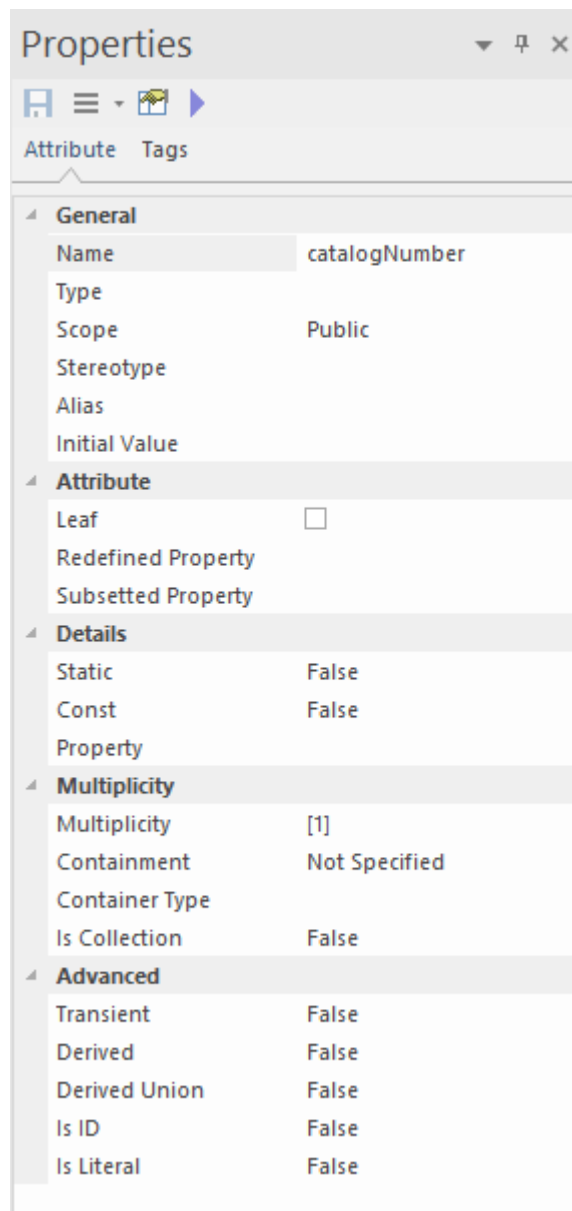 Properties
Attribute Tags
General
Name catalogNumber
Type
Scope Public
Stereotype
Alias
Initial Value
Attribute
Leaf
Redefined Property
Subsetted Property
Details
Static False
Const False
Property
Multiplicity
Multiplicity [1]
Containment Not Specified
Container Type
Is Collection False
Advanced
Transient False
Derived False
Derived Union False
Is ID False
Is Literal False